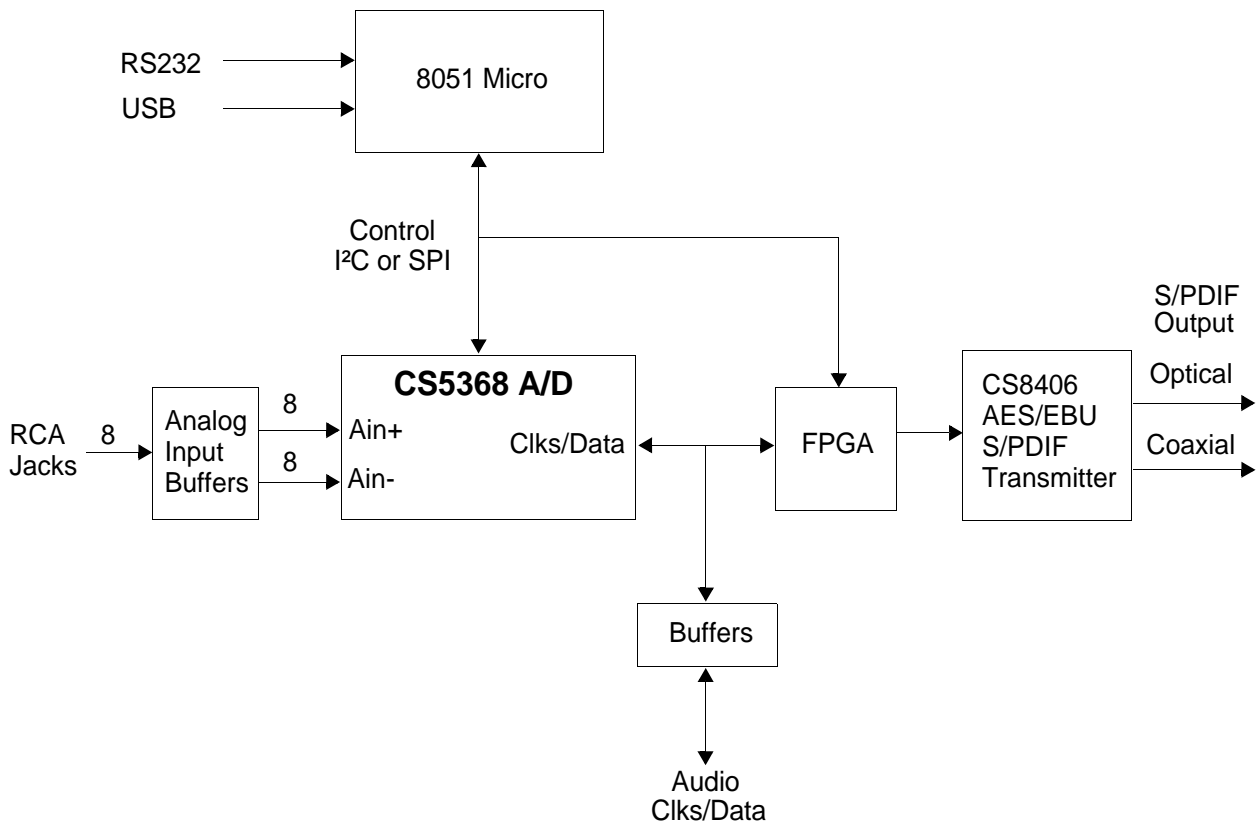 RS232
USB
8051 Micro
Control
I²C or SPI
S/PDIF
Output
Optical
Coaxial
RCA
Jacks
8
Analog
Input
Buffers
8
8
CS5368 A/D
Ain+
Ain-
Clks/Data
FPGA
CS8406
AES/EBU
S/PDIF
Transmitter
Buffers
Audio
Clks/Data